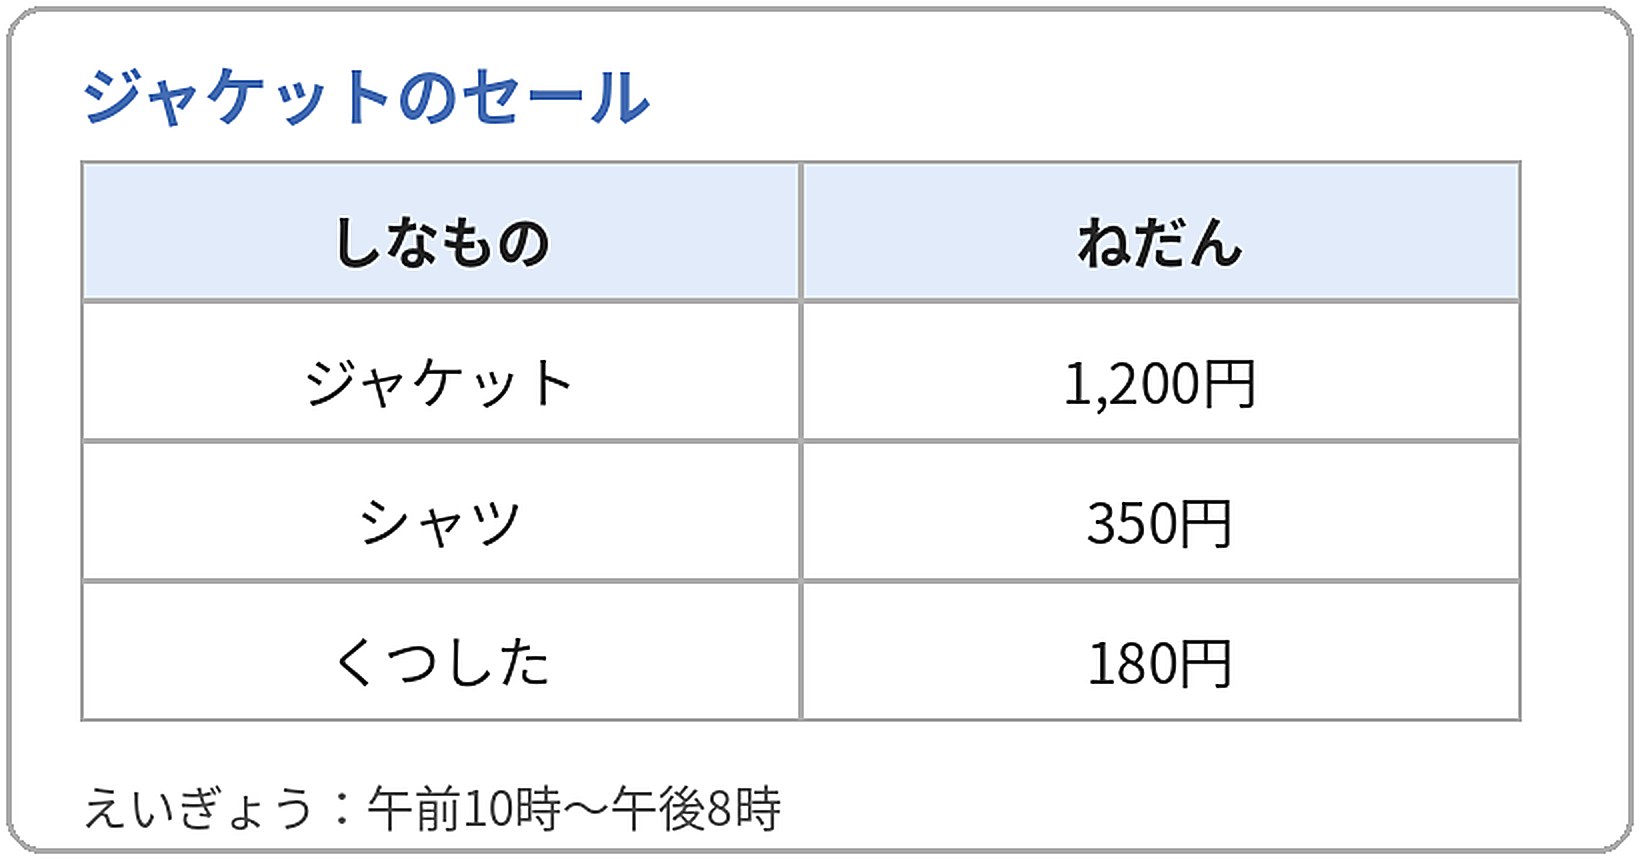 ジャケットのセール
しなもの ねだん
ジャケット 1,200円
シャツ 350円
くつした 180円
えいぎょう：午前10時～午後8時